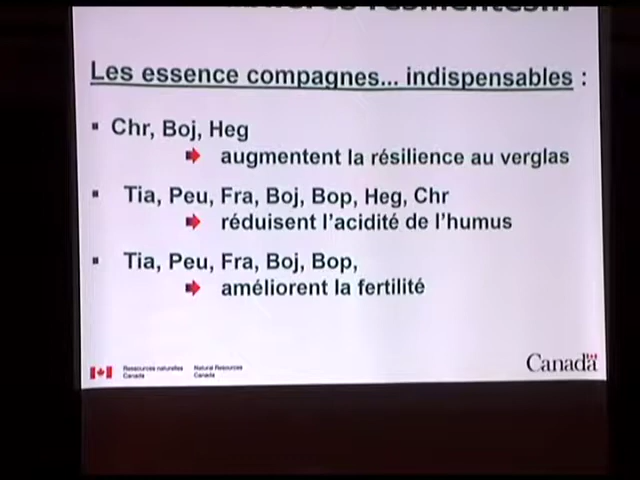 Les essence compagnes... indispensables :
▪ Chr, Boj, Heg
augmentent la résilience au verglas
▪ Tia, Peu, Fra, Boj, Bop, Heg, Chr
réduisent l'acidité de l'humus
▪ Tia, Peu, Fra, Boj, Bop,
améliorent la fertilité
Ressources naturelles Canada
Natural Resources Canada
Canada